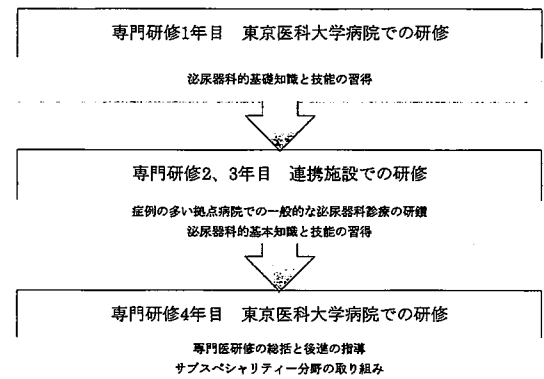 専門研修1年目　東京医科大学病院での研修
泌尿器科的基礎知識と技能の習得
専門研修2、3年目　連携施設での研修
症例の多い拠点病院での一般的な泌尿器科診療の研鑽
泌尿器科的基本知識と技能の習得
専門研修4年目　東京医科大学病院での研修
専門医研修の総括と後進の指導
サブスペシャリティー分野の取り組み